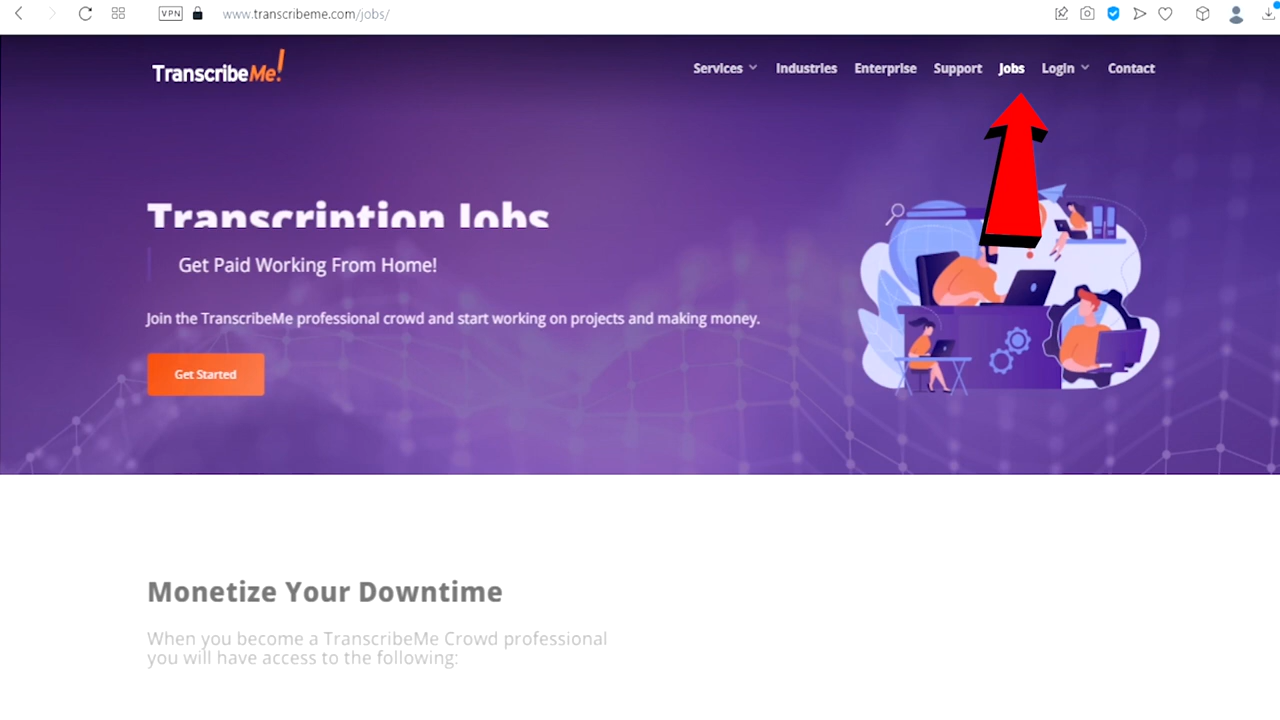 VPN
www.transcribeme.com/jobs/
TranscribeMe!
Services
Industries
Enterprise
Support
Jobs
Login
Contact
Transcription Jobs
Get Paid Working From Home!
Join the TranscribeMe professional crowd and start working on projects and making money.
Get Started
Monetize Your Downtime
When you become a TranscribeMe Crowd professional
you will have access to the following: